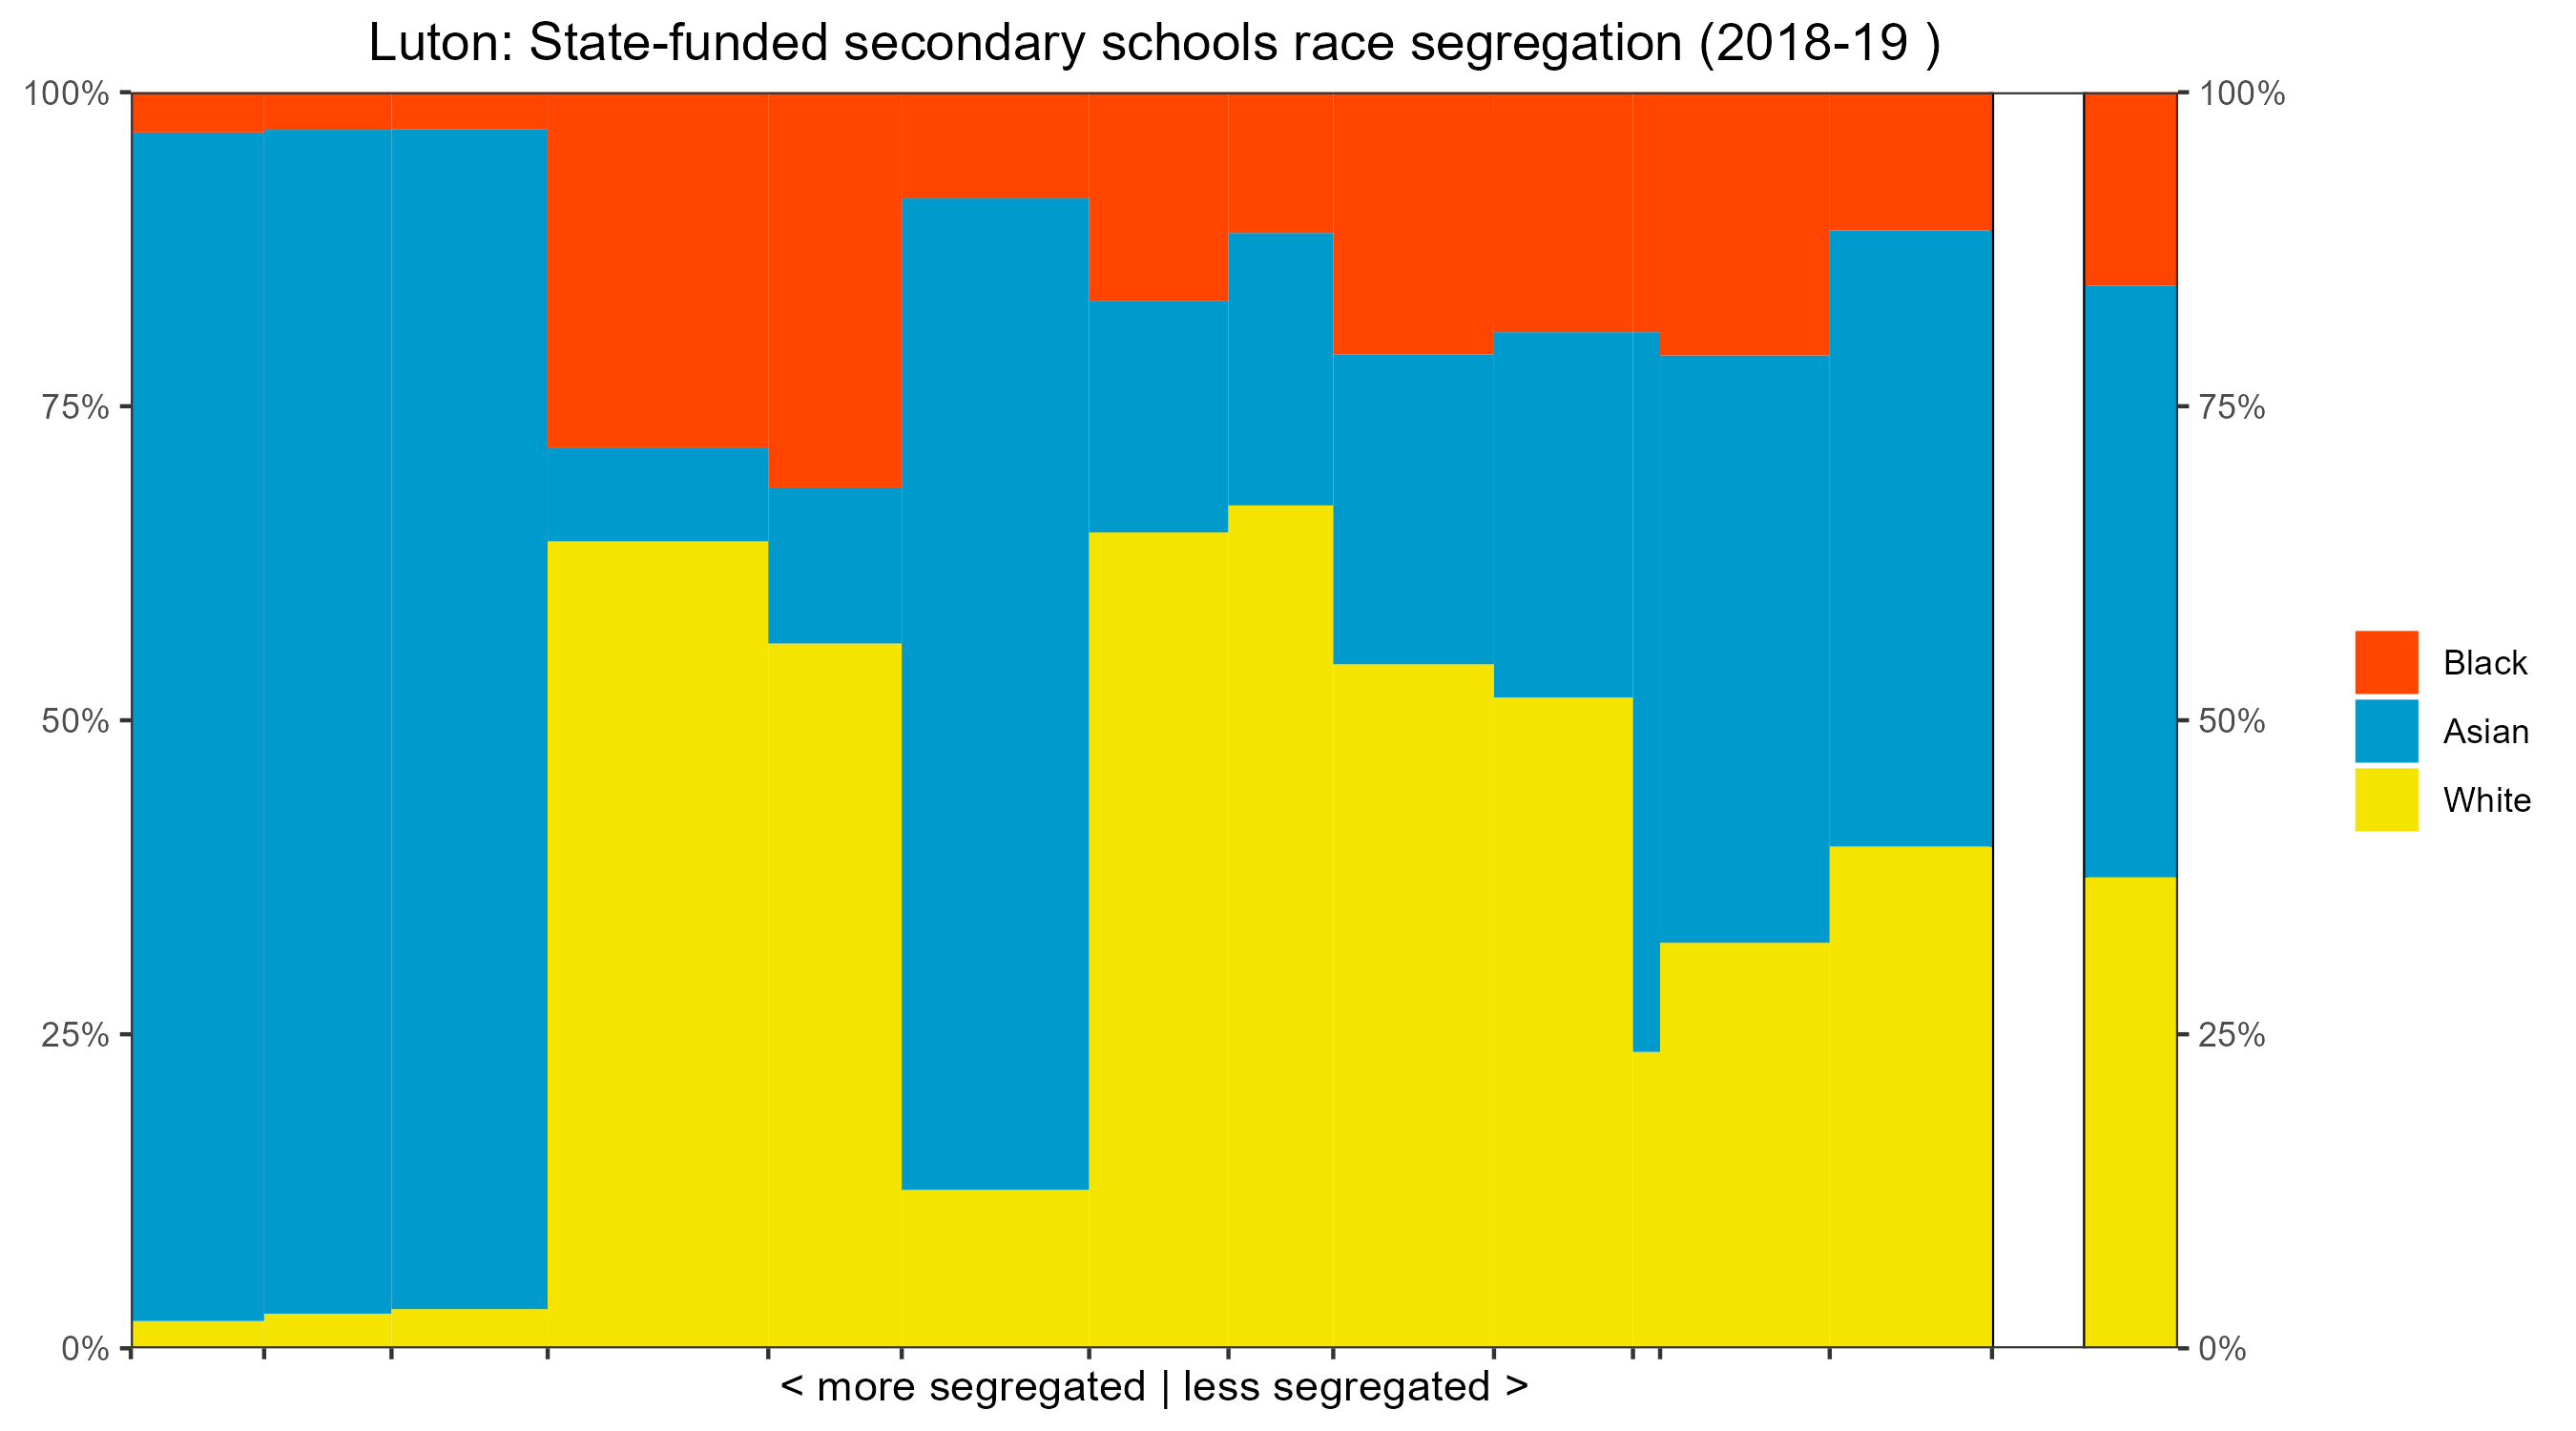 Luton: State-funded secondary schools race segregation (2018-19 )
100%
75%
50%
25%
0%
100%
75%
50%
25%
0%
Black
Asian
White
< more segregated | less segregated >